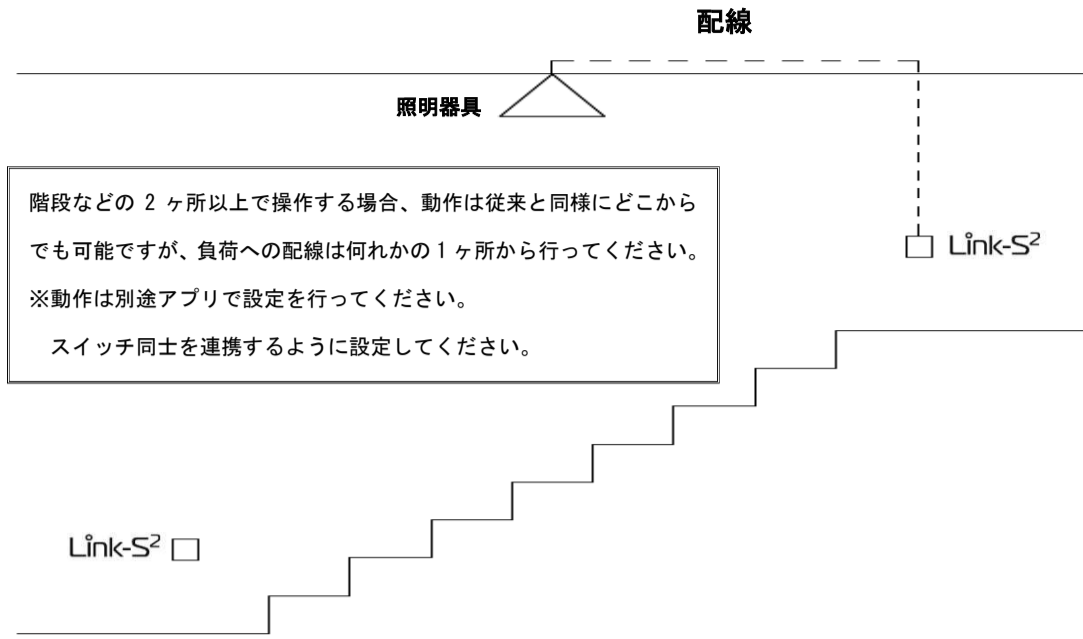 配線
照明器具
階段などの 2 ヶ所以上で操作する場合、動作は従来と同様にどこから
でも可能ですが、負荷への配線は何れかの1ヶ所から行ってください。
※動作は別途アプリで設定を行ってください。
スイッチ同士を連携するように設定してください。
Link-S²
Link-S²